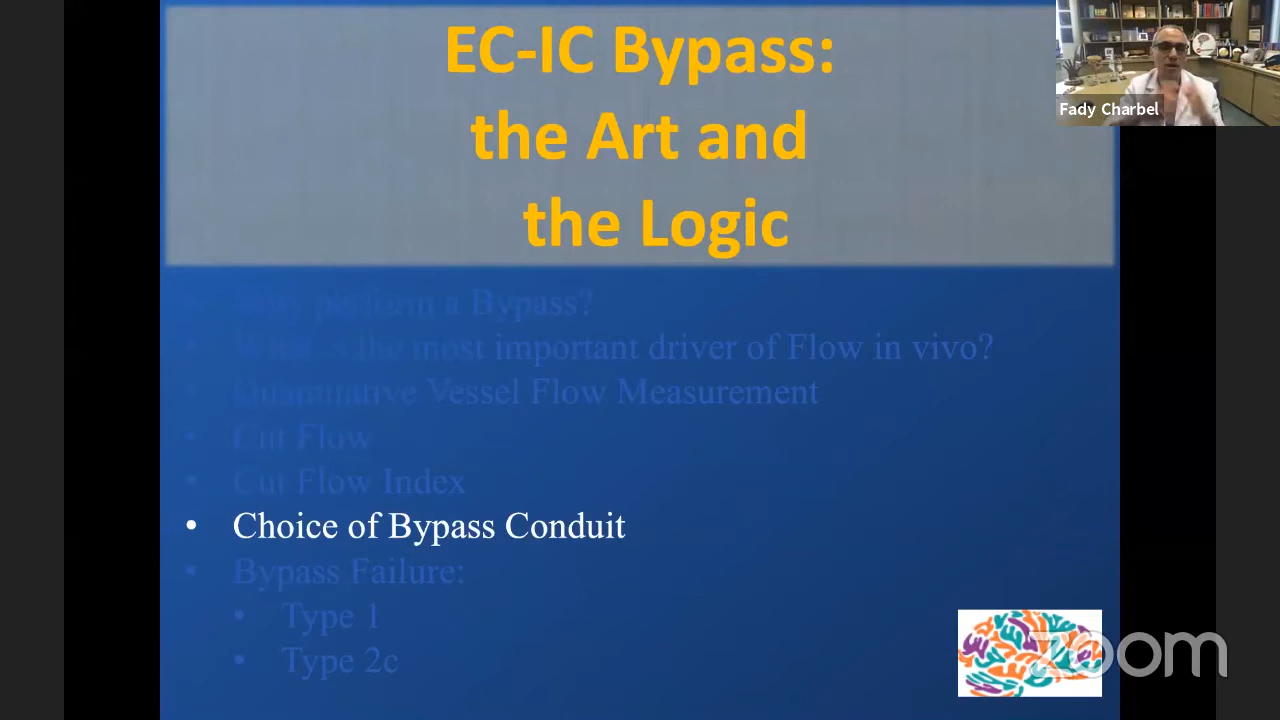 EC-IC Bypass:
the Art and
the Logic
Fady Charbel
Why perform a Bypass?
What is the most important driver of Flow in vivo?
Quantitative Vessel Flow Measurement
Cut Flow
Cut Flow Index
Choice of Bypass Conduit
Bypass Failure:
Type 1
Type 2c
zoom